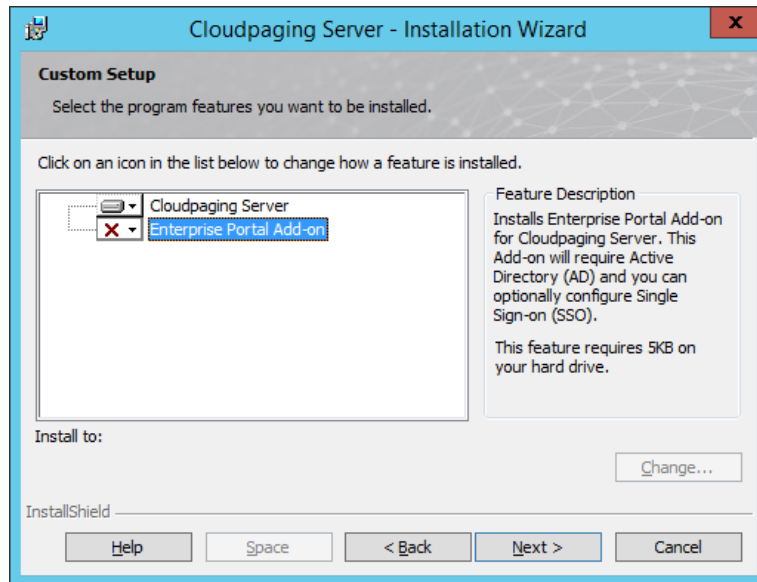 Cloudpaging Server - Installation Wizard
x
Custom Setup
Select the program features you want to be installed.
Click on an icon in the list below to change how a feature is installed.
Cloudpaging Server
Enterprise Portal Add-on
Feature Description
Installs Enterprise Portal Add-on
for Cloudpaging Server. This
Add-on will require Active
Directory (AD) and you can
optionally configure Single
Sign-on (SSO).
This feature requires 5KB on
your hard drive.
Install to:
Change...
InstallShield
Help
Space
< Back
Next >
Cancel